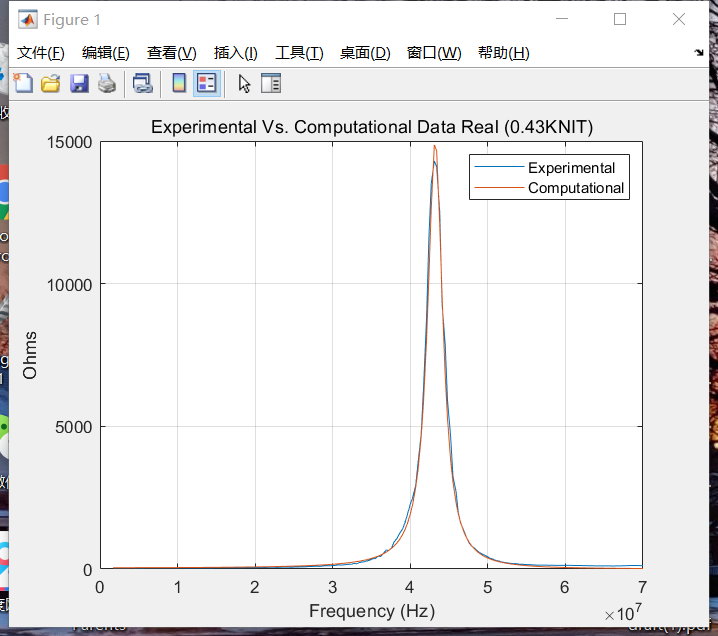 Figure 1
文件(F) 编辑(E) 查看(V) 插入(I) 工具(T) 桌面(D) 窗口(W) 帮助(H)
Experimental Vs. Computational Data Real (0.43KNIT)
15000
10000
5000
0
Ohms
Experimental
Computational
0 1 2 3 4 5 6 7
×10⁷
Frequency (Hz)